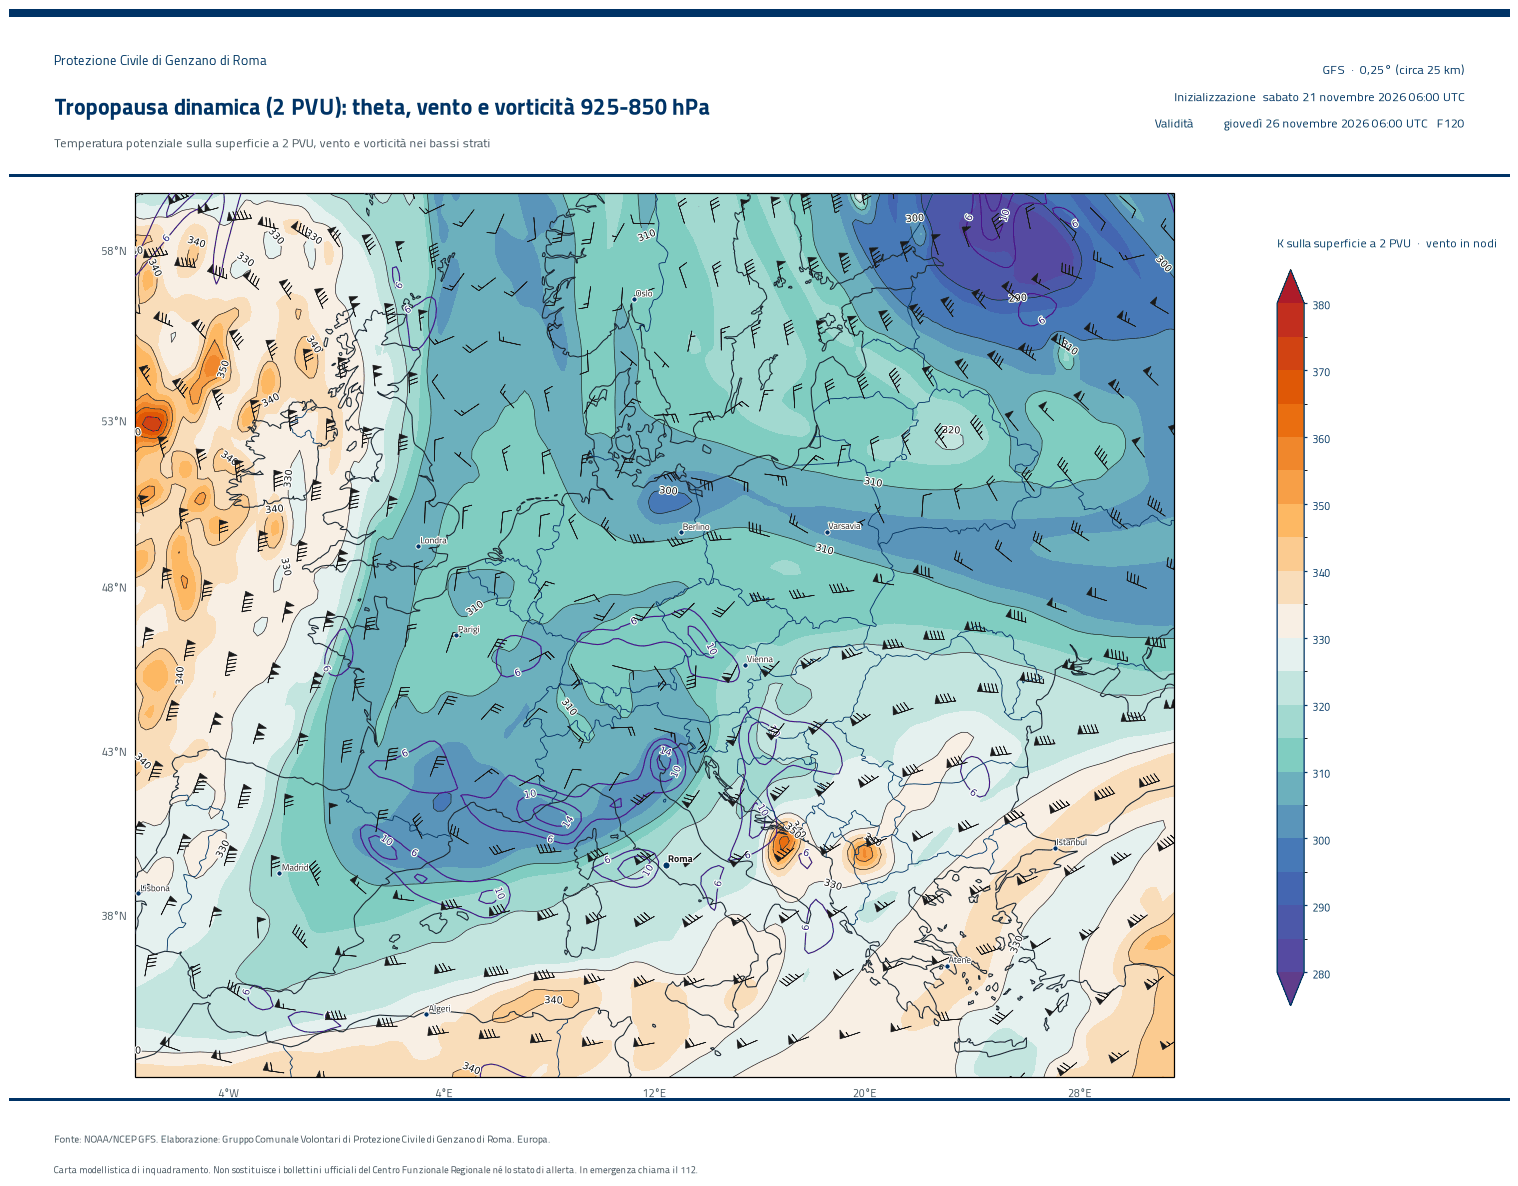 Protezione Civile di Genzano di Roma
Tropopausa dinamica (2 PVU): theta, vento e vorticità 925-850 hPa
Temperatura potenziale sulla superficie a 2 PVU, vento e vorticità nei bassi strati
GFS · 0,25° (circa 25 km)
Inizializzazione sabato 21 novembre 2026 06:00 UTC
Validità giovedì 26 novembre 2026 06:00 UTC F120
K sulla superficie a 2 PVU · vento in nodi
380
370
360
350
340
330
320
310
300
290
280
58°N
53°N
48°N
43°N
38°N
4°W
4°E
12°E
20°E
28°E
Oslo
Londra
Berlino
Varsavia
Parigi
Vienna
Madrid
Lisbona
Roma
Istanbul
Atene
Algeri
Fonte: NOAA/NCEP GFS. Elaborazione: Gruppo Comunale Volontari di Protezione Civile di Genzano di Roma. Europa.
Carta modellistica di inquadramento. Non sostituisce i bollettini ufficiali del Centro Funzionale Regionale né lo stato di allerta. In emergenza chiama il 112.